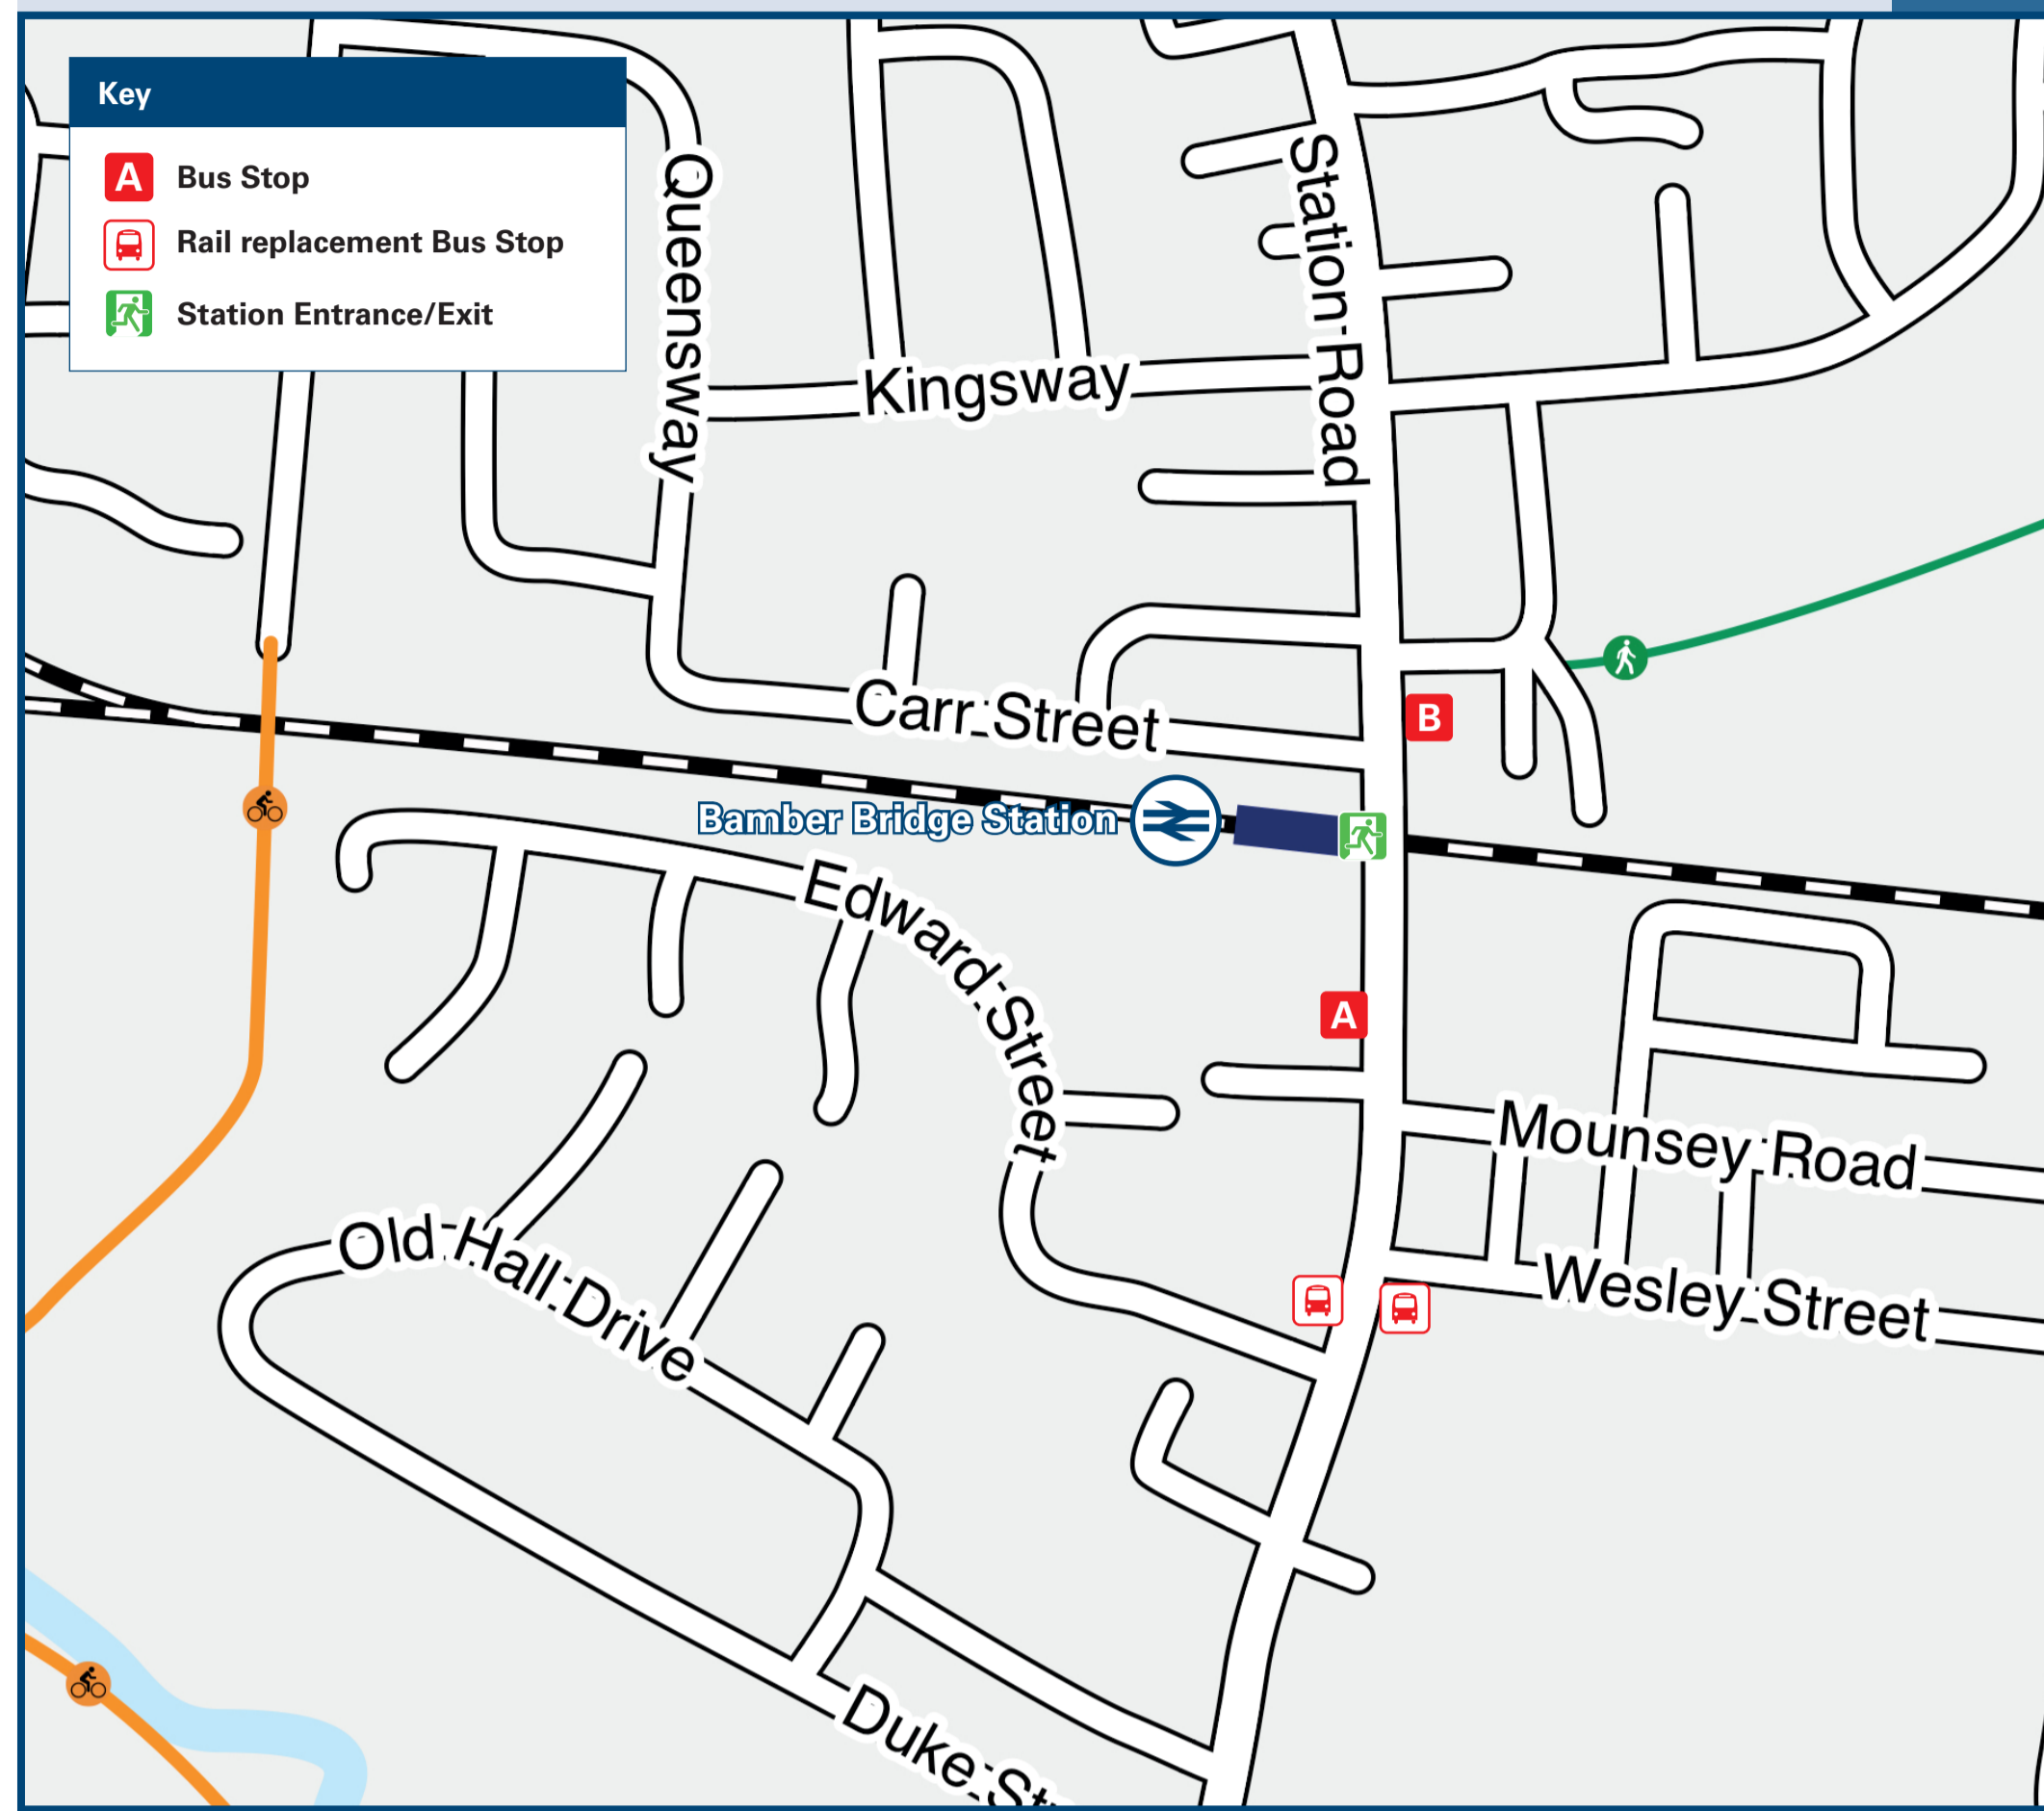 Key
A
Bus Stop
Rail replacement Bus Stop
Station Entrance/Exit
Queensway
Station Road
Kingsway
Carr Street
B
Bamber Bridge Station
Edward Street
A
Mounsey Road
Old Hall Drive
Wesley Street
Duke